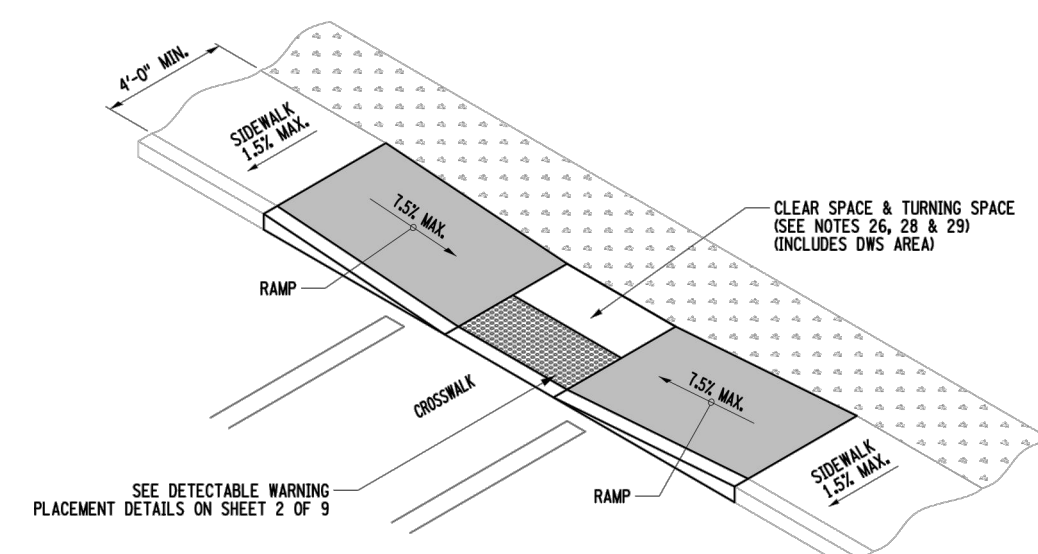 4'-0" MIN.
SIDEWALK
1.5% MAX.
7.5% MAX.
CLEAR SPACE & TURNING SPACE
(SEE NOTES 26, 28 & 29)
(INCLUDES DWS AREA)
RAMP
7.5% MAX.
CROSSWALK
SIDEWALK
1.5% MAX.
SEE DETECTABLE WARNING
PLACEMENT DETAILS ON SHEET 2 OF 9
RAMP